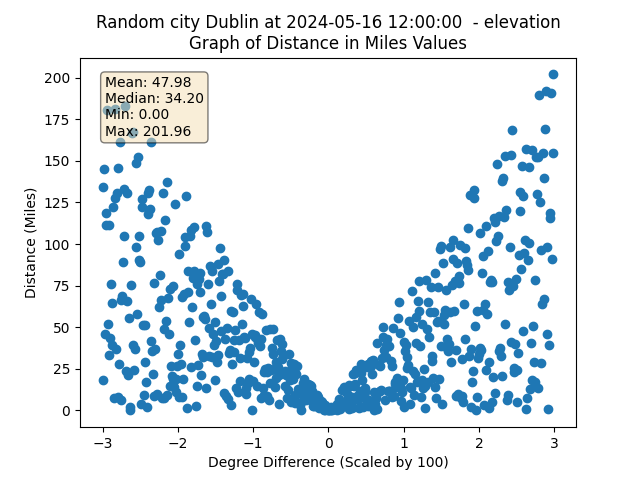 Random city Dublin at 2024-05-16 12:00:00  - elevation
Graph of Distance in Miles Values
Mean: 47.98
Median: 34.20
Min: 0.00
Max: 201.96
Distance (Miles)
200
175
150
125
100
75
50
25
0
−3
−2
−1
0
1
2
3
Degree Difference (Scaled by 100)